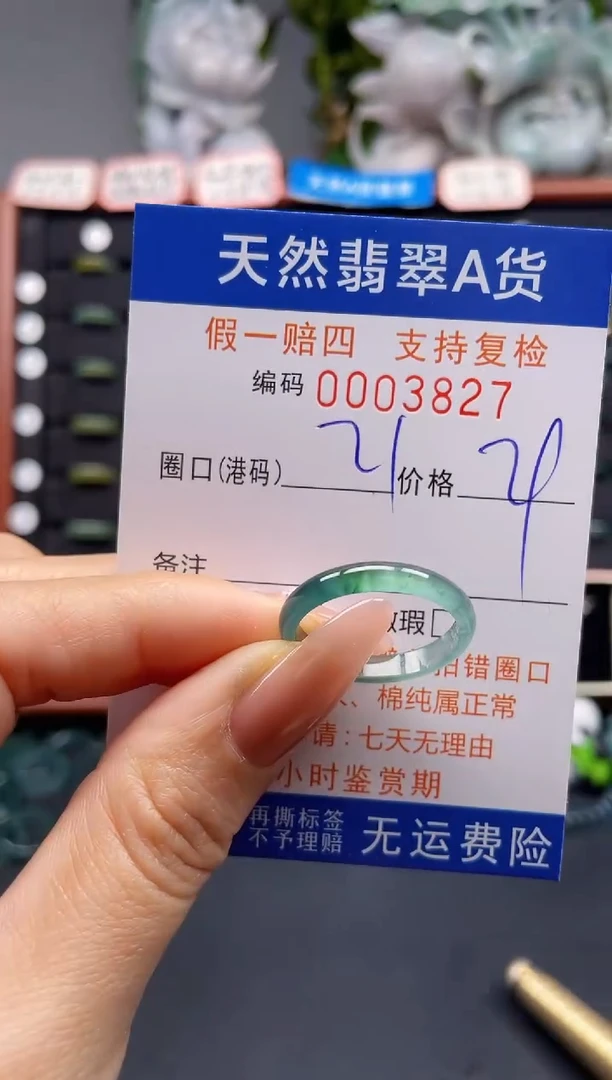 天然翡翠A货
假一赔四 支持复检
编码 0003827
圈口(港码) 21 价格
备注
瑕□
拍错圈口
、棉纯属正常
请：七天无理由
小时鉴赏期
再撕标签
不予理赔
无运费险